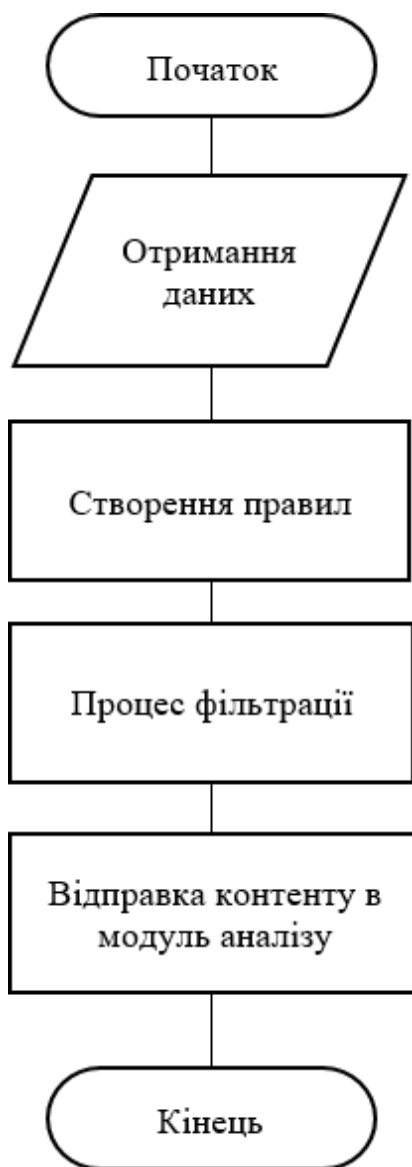 Початок
Отримання
даних
Створення правил
Процес фільтрації
Відправка контенту в
модуль аналізу
Кінець